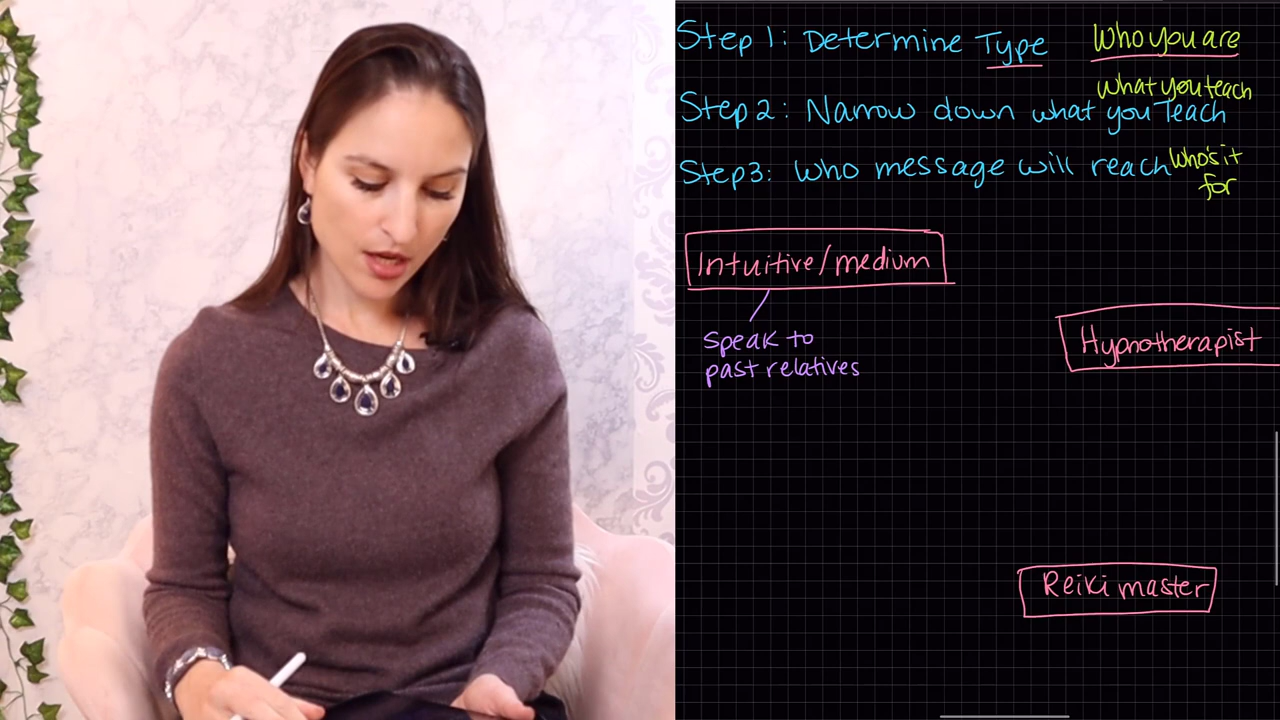 Step 1: Determine Type Who you are
what you teach
Step 2: Narrow down what you Teach
Step 3: Who message will reach Who's it
for
Intuitive/medium
Speak to
past relatives
Hypnotherapist
Reiki master